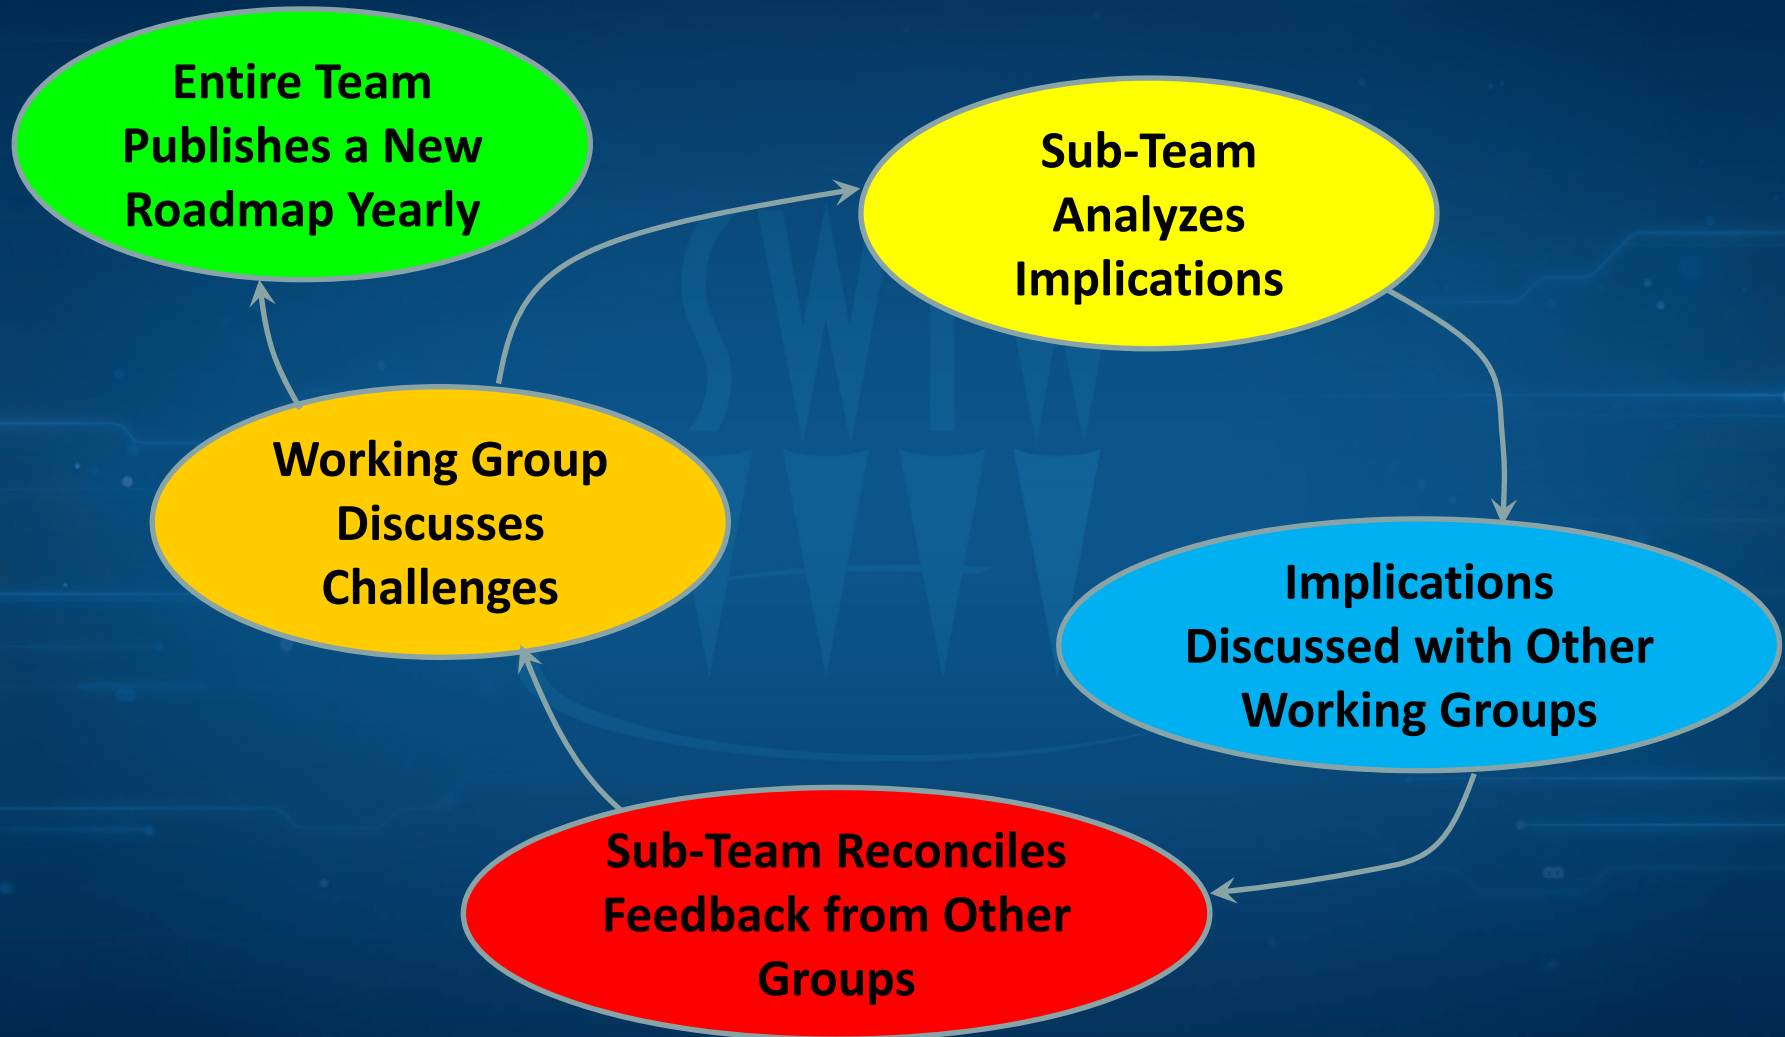 Entire Team
Publishes a New
Roadmap Yearly
Sub-Team
Analyzes
Implications
Working Group
Discusses
Challenges
Implications
Discussed with Other
Working Groups
Sub-Team Reconciles
Feedback from Other
Groups
SWTW